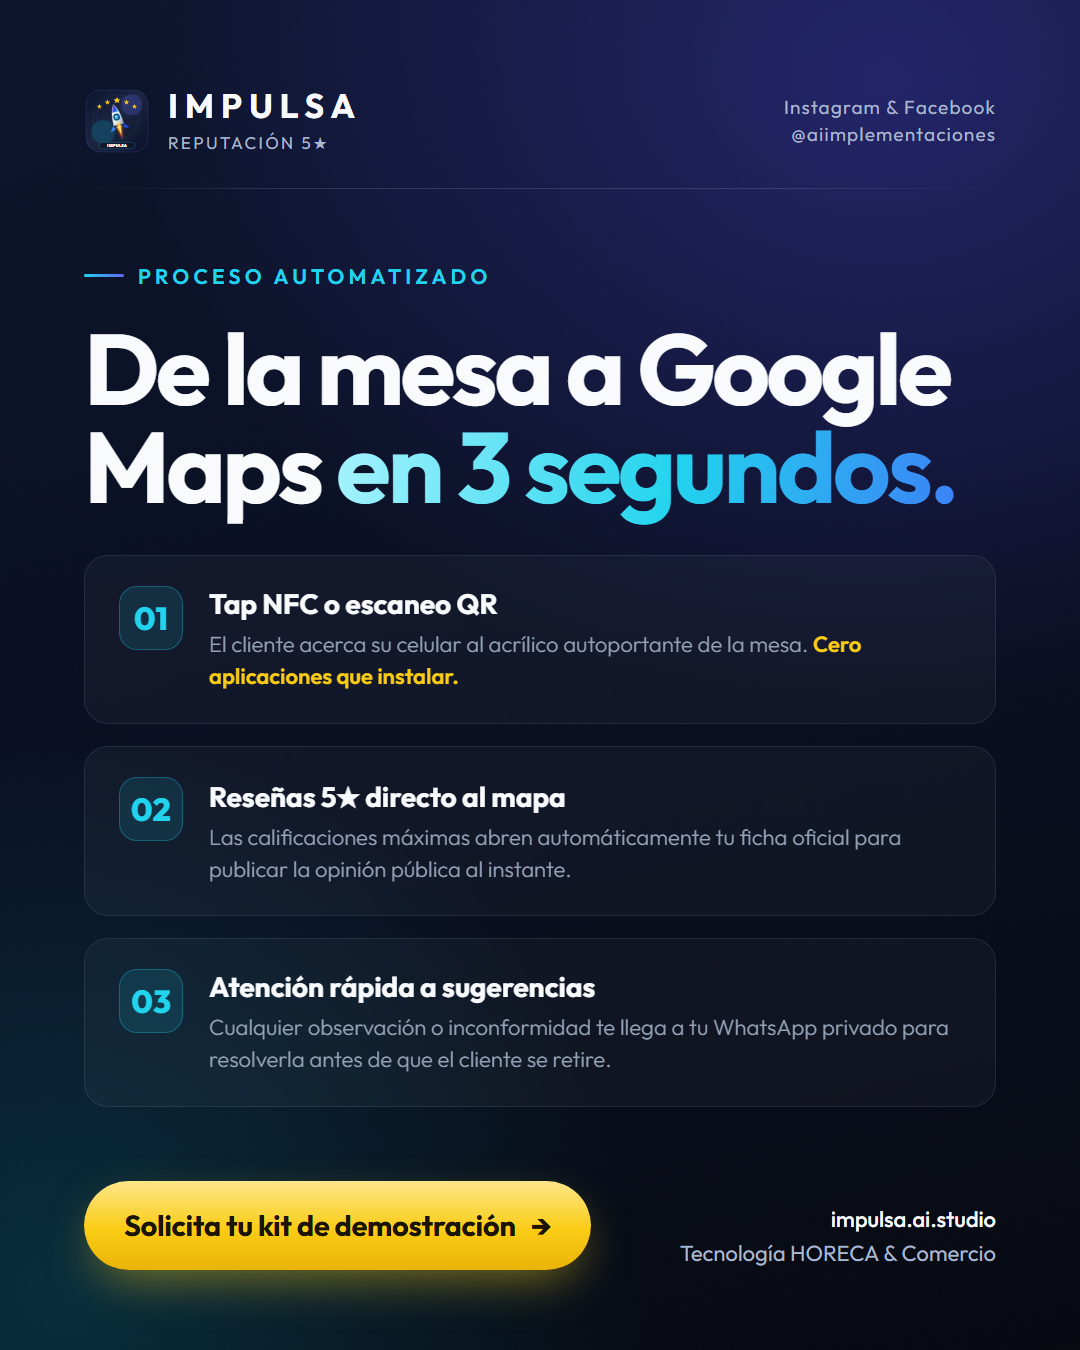 IMPULSA
REPUTACIÓN 5★
Instagram & Facebook
@aiimplementaciones
IMPULSA
PROCESO AUTOMATIZADO
De la mesa a Google
Maps en 3 segundos.
01
Tap NFC o escaneo QR
El cliente acerca su celular al acrílico autoportante de la mesa. Cero
aplicaciones que instalar.
02
Reseñas 5★ directo al mapa
Las calificaciones máximas abren automáticamente tu ficha oficial para
publicar la opinión pública al instante.
03
Atención rápida a sugerencias
Cualquier observación o inconformidad te llega a tu WhatsApp privado para
resolverla antes de que el cliente se retire.
Solicita tu kit de demostración →
impulsa.ai.studio
Tecnología HORECA & Comercio